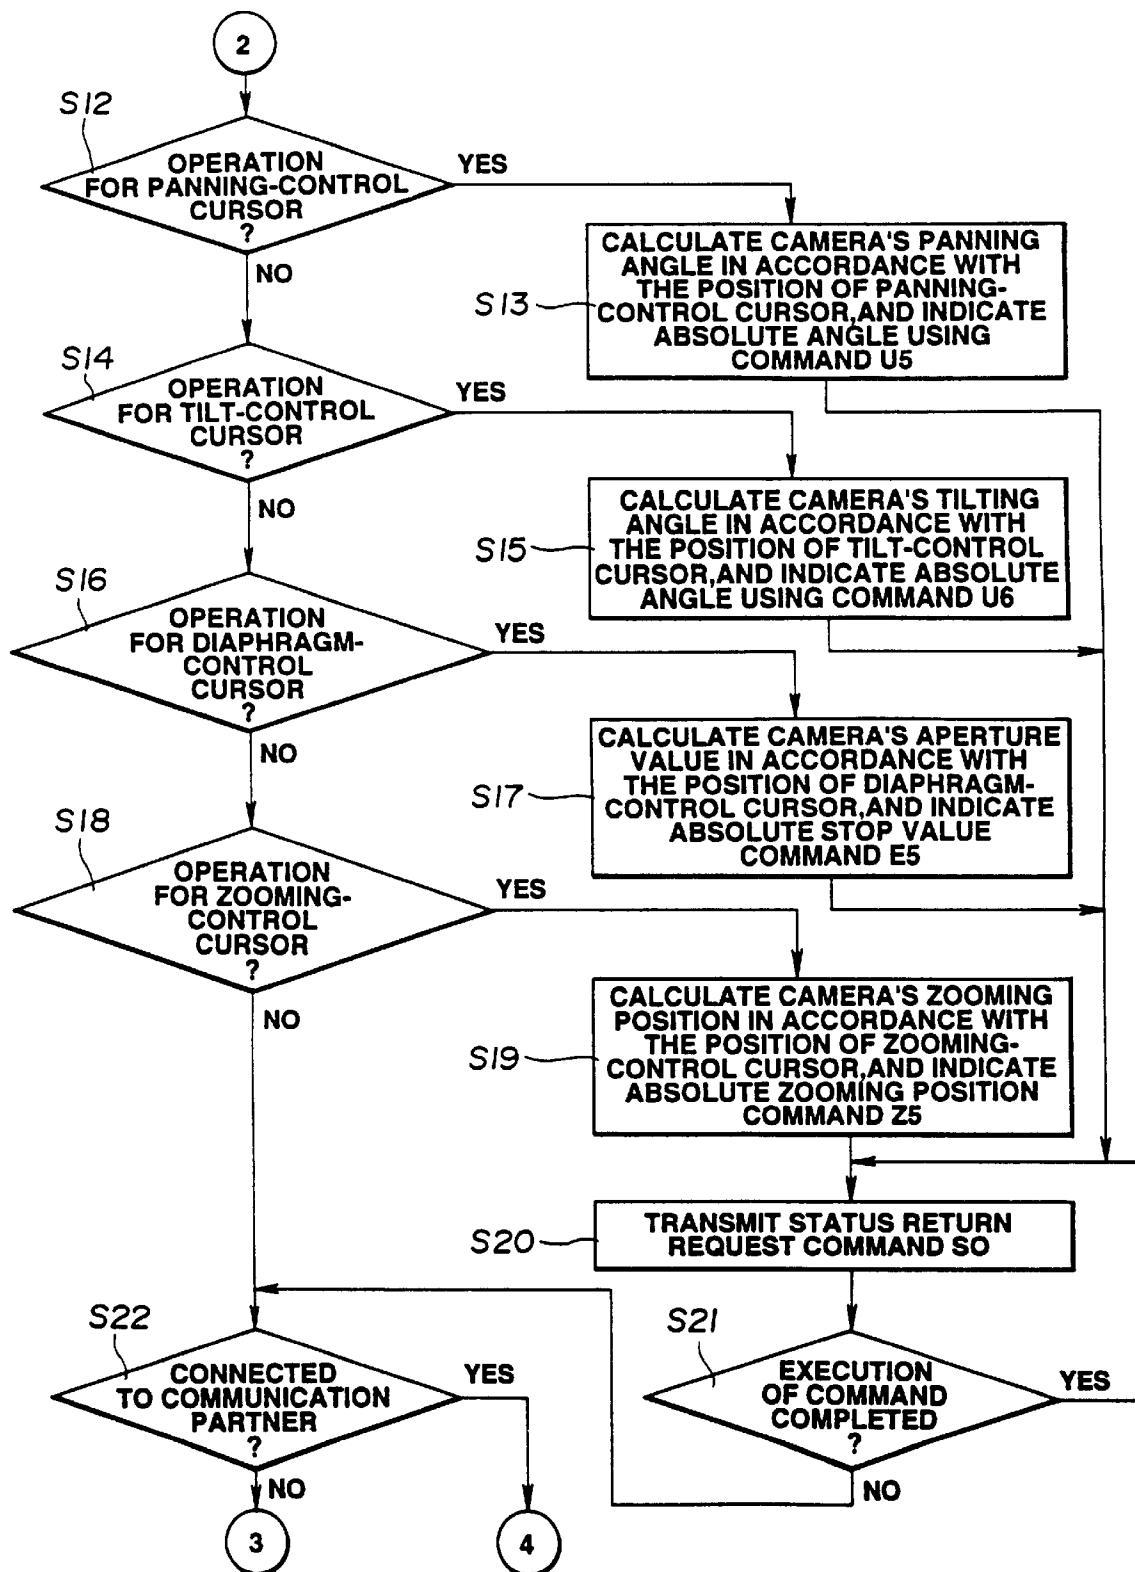 2
S12
OPERATION
FOR PANNING-CONTROL
CURSOR
?
YES
NO
S13
CALCULATE CAMERA'S PANNING
ANGLE IN ACCORDANCE WITH
THE POSITION OF PANNING-
CONTROL CURSOR,AND INDICATE
ABSOLUTE ANGLE USING
COMMAND U5
S14
OPERATION
FOR TILT-CONTROL
CURSOR
?
YES
NO
S15
CALCULATE CAMERA'S TILTING
ANGLE IN ACCORDANCE WITH
THE POSITION OF TILT-CONTROL
CURSOR,AND INDICATE ABSOLUTE
ANGLE USING COMMAND U6
S16
OPERATION
FOR DIAPHRAGM-
CONTROL
CURSOR
?
YES
NO
S17
CALCULATE CAMERA'S APERTURE
VALUE IN ACCORDANCE WITH
THE POSITION OF DIAPHRAGM-
CONTROL CURSOR,AND INDICATE
ABSOLUTE STOP VALUE
COMMAND E5
S18
OPERATION
FOR ZOOMING-
CONTROL
CURSOR
?
YES
NO
S19
CALCULATE CAMERA'S ZOOMING
POSITION IN ACCORDANCE WITH
THE POSITION OF ZOOMING-
CONTROL CURSOR,AND INDICATE
ABSOLUTE ZOOMING POSITION
COMMAND Z5
S20
TRANSMIT STATUS RETURN
REQUEST COMMAND SO
S21
EXECUTION
OF COMMAND
COMPLETED
?
YES
NO
S22
CONNECTED
TO COMMUNICATION
PARTNER
?
YES
NO
3
4